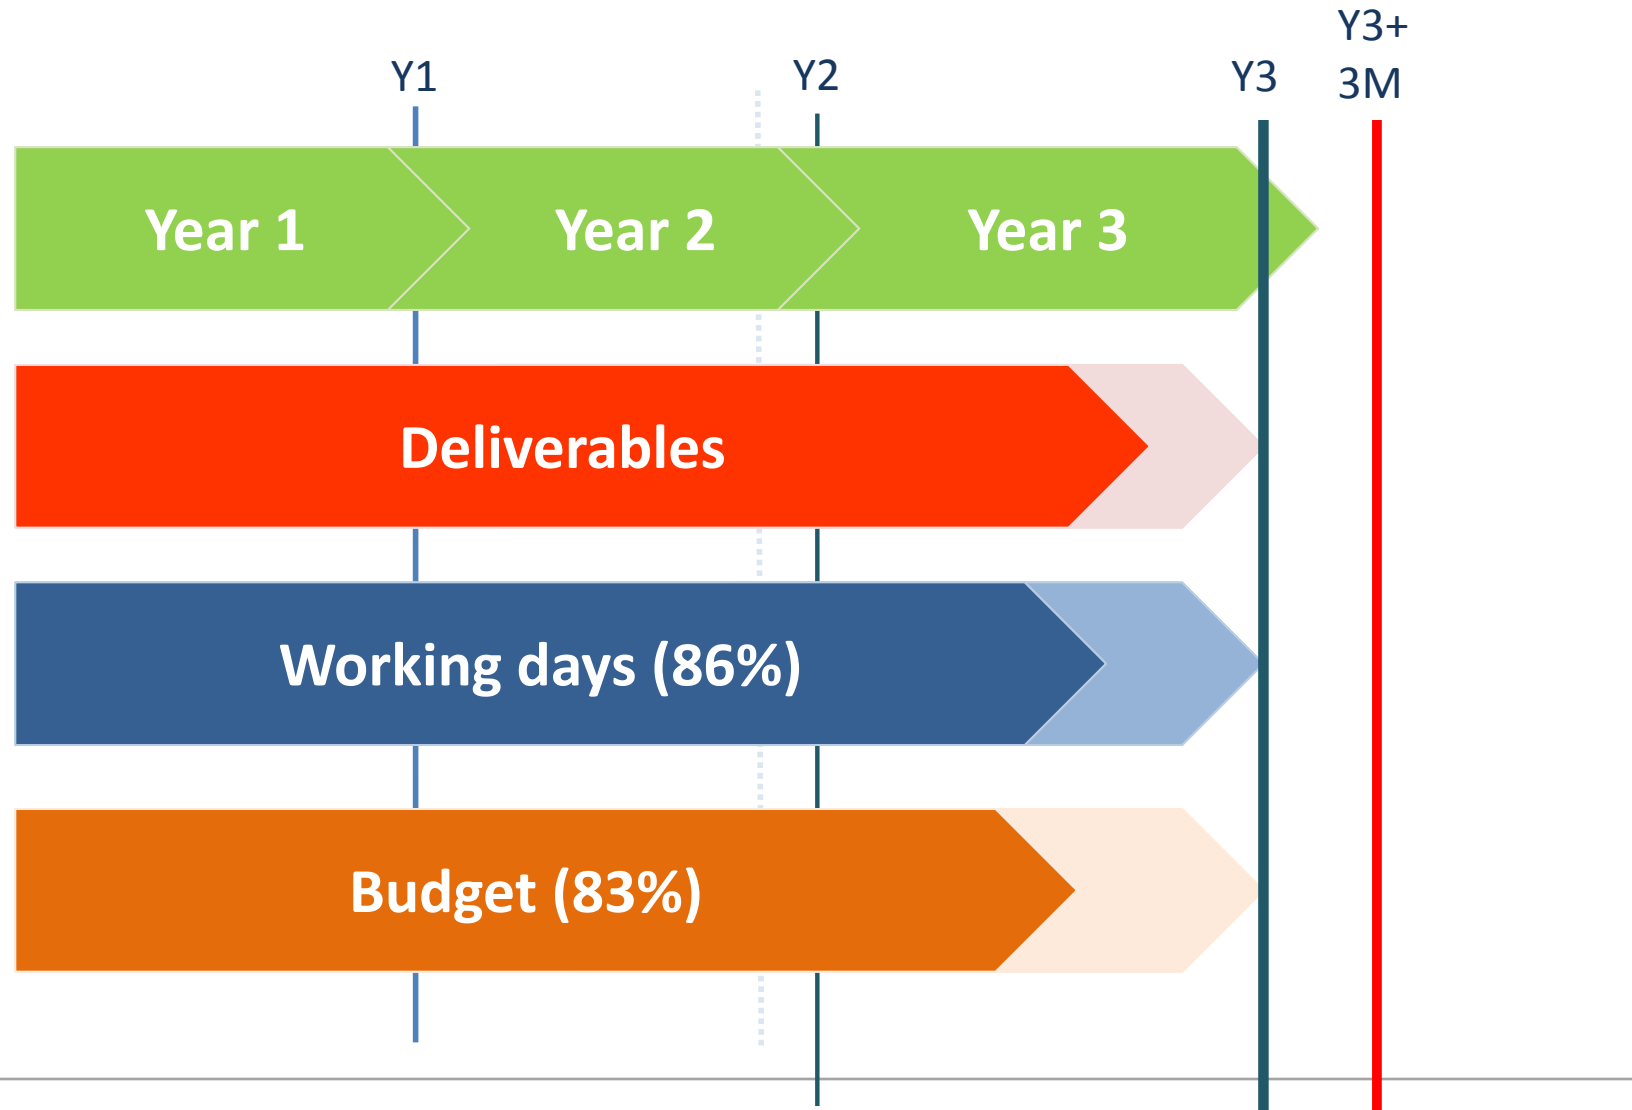 Y1
Y2
Y3
Y3+
3M
Year 1
Year 2
Year 3
Deliverables
Working days (86%)
Budget (83%)